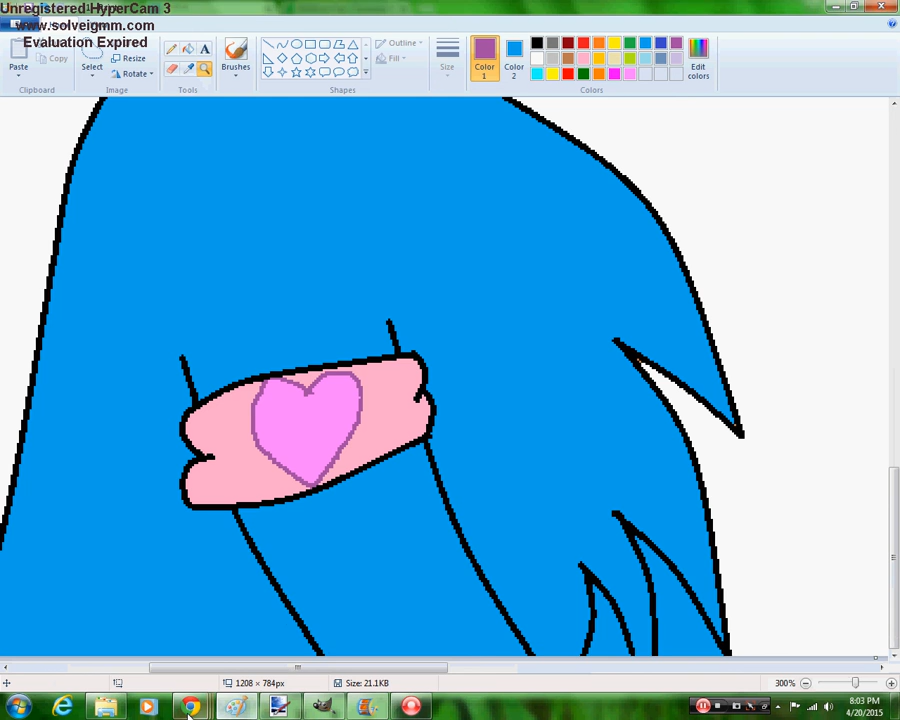 Unregistered HyperCam 3
www.solveigmm.com
Evaluation Expired
Paste
Copy
Clipboard
Select
Resize
Rotate
Image
A
Tools
Brushes
Shapes
Outline
Fill
Size
Color 1
Color 2
Edit colors
Colors
1208 × 784px
Size: 21.1KB
300%
8:03 PM
4/20/2015